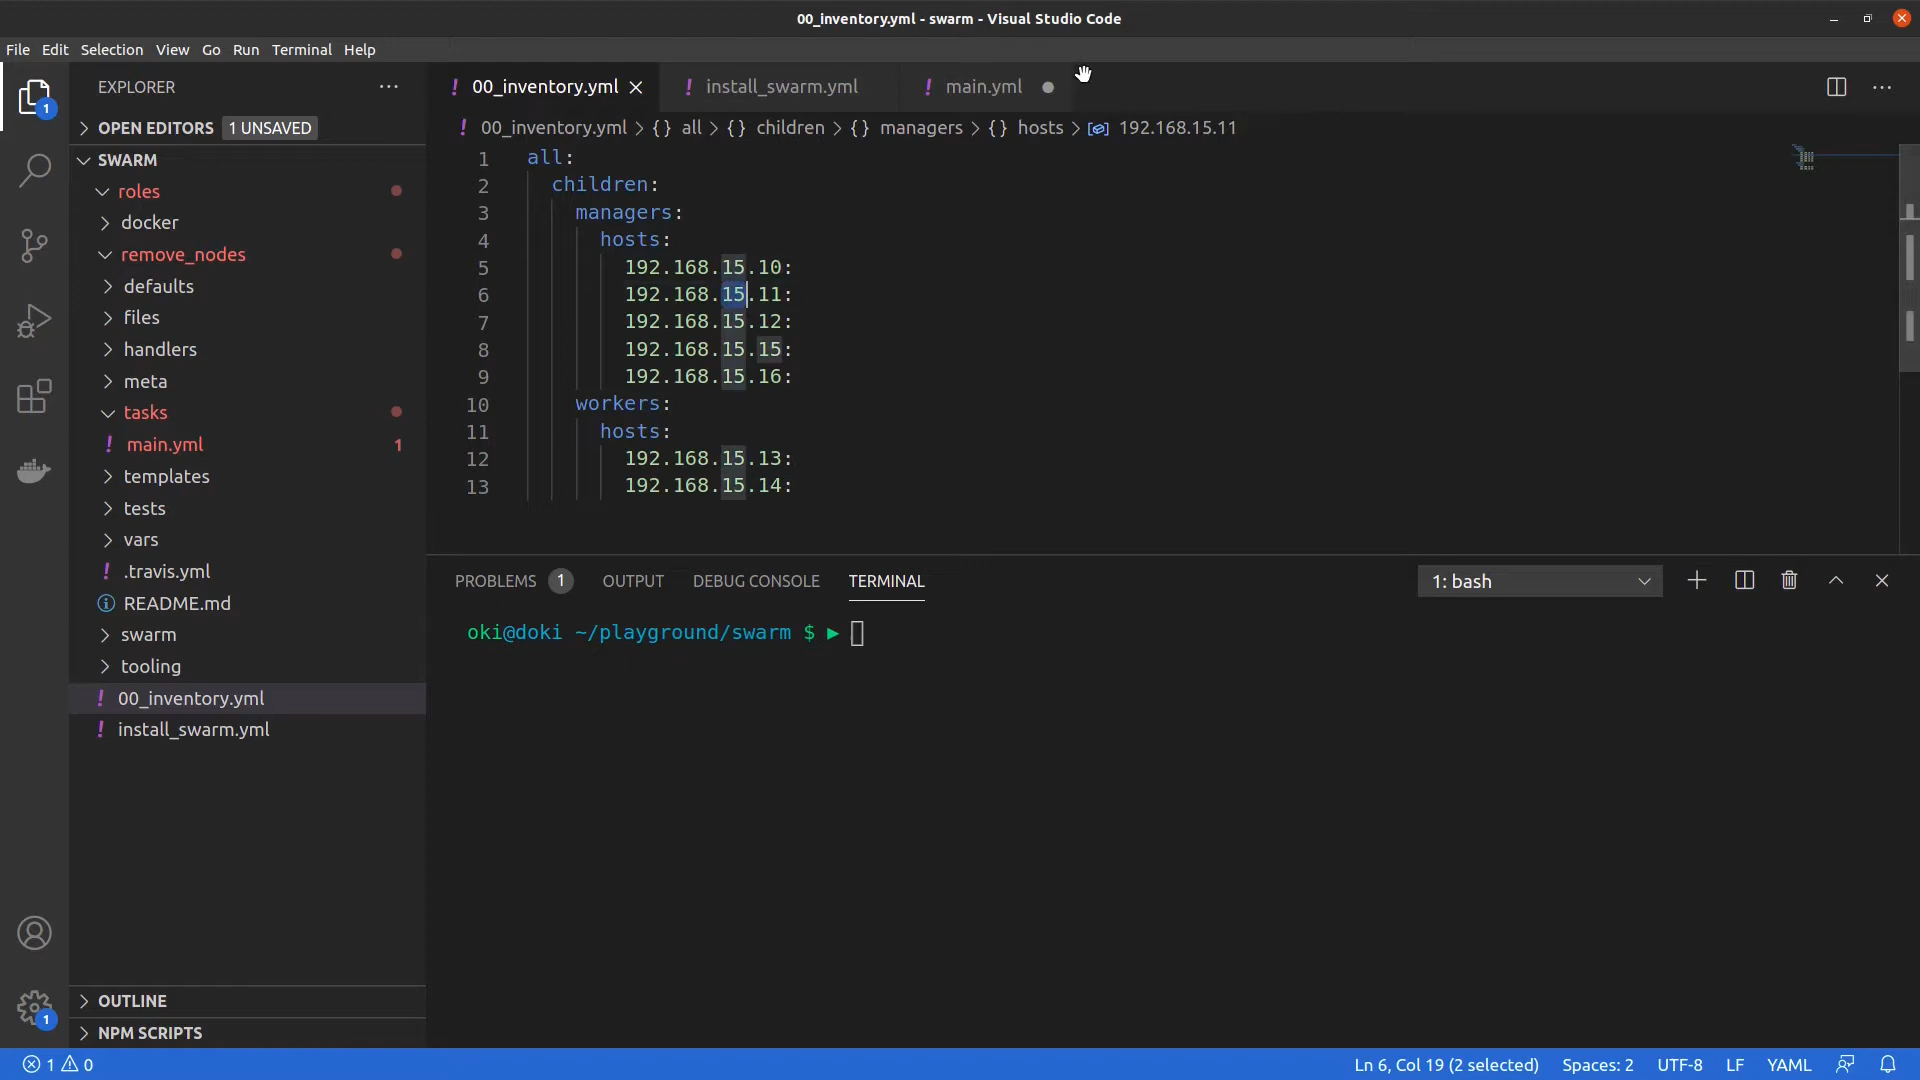 00_inventory.yml - swarm - Visual Studio Code
File Edit Selection View Go Run Terminal Help
1
EXPLORER
OPEN EDITORS 1 UNSAVED
SWARM
roles
docker
remove_nodes
defaults
files
handlers
meta
tasks
! main.yml 1
templates
tests
vars
! .travis.yml
README.md
swarm
tooling
! 00_inventory.yml
! install_swarm.yml
OUTLINE
NPM SCRIPTS
1
! 00_inventory.yml ! install_swarm.yml ! main.yml
! 00_inventory.yml > {} all > {} children > {} managers > {} hosts > 192.168.15.11
1 all:
2 children:
3 managers:
4 hosts:
5 192.168.15.10:
6 192.168.15.11:
7 192.168.15.12:
8 192.168.15.15:
9 192.168.15.16:
10 workers:
11 hosts:
12 192.168.15.13:
13 192.168.15.14:
PROBLEMS 1 OUTPUT DEBUG CONSOLE TERMINAL 1: bash
oki@doki ~/playground/swarm $ ▶
1 0 Ln 6, Col 19 (2 selected) Spaces: 2 UTF-8 LF YAML